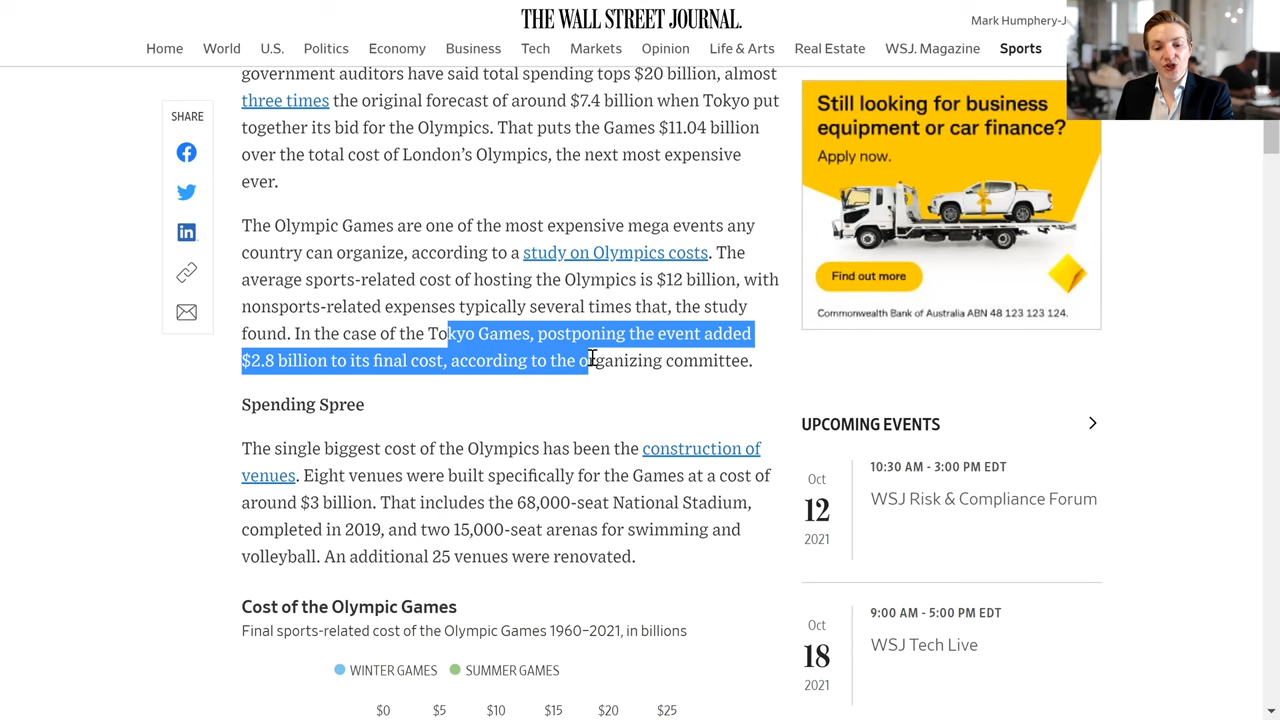 THE WALL STREET JOURNAL.
Mark Humphery-J
Home World U.S. Politics Economy Business Tech Markets Opinion Life & Arts Real Estate WSJ. Magazine Sports
SHARE
government auditors have said total spending tops $20 billion, almost
three times the original forecast of around $7.4 billion when Tokyo put
together its bid for the Olympics. That puts the Games $11.04 billion
over the total cost of London's Olympics, the next most expensive
ever.
The Olympic Games are one of the most expensive mega events any
country can organize, according to a study on Olympics costs. The
average sports-related cost of hosting the Olympics is $12 billion, with
nonsports-related expenses typically several times that, the study
found. In the case of the Tokyo Games, postponing the event added
$2.8 billion to its final cost, according to the organizing committee.
Spending Spree
The single biggest cost of the Olympics has been the construction of
venues. Eight venues were built specifically for the Games at a cost of
around $3 billion. That includes the 68,000-seat National Stadium,
completed in 2019, and two 15,000-seat arenas for swimming and
volleyball. An additional 25 venues were renovated.
Cost of the Olympic Games
Final sports-related cost of the Olympic Games 1960–2021, in billions
WINTER GAMES SUMMER GAMES
$0 $5 $10 $15 $20 $25
Still looking for business
equipment or car finance?
Apply now.
Find out more
Commonwealth Bank of Australia ABN 48 123 123 124.
UPCOMING EVENTS
Oct
12
2021
10:30 AM - 3:00 PM EDT
WSJ Risk & Compliance Forum
Oct
18
2021
9:00 AM - 5:00 PM EDT
WSJ Tech Live